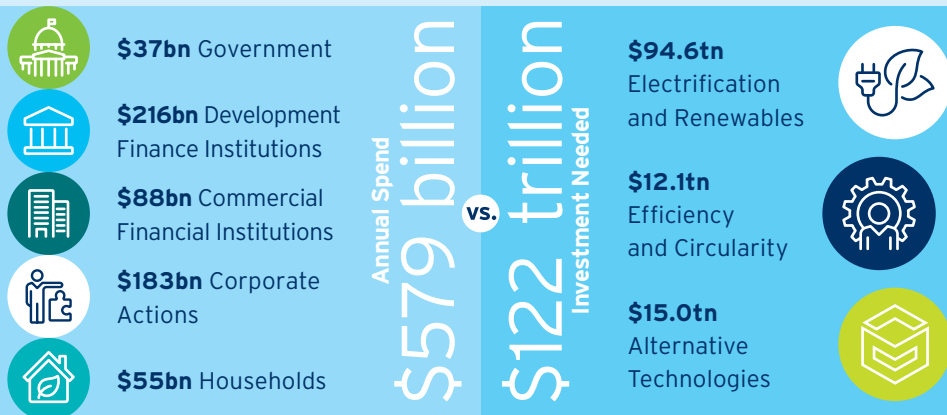 $37bn Government
$216bn Development
Finance Institutions
$88bn Commercial
Financial Institutions
$183bn Corporate
Actions
$55bn Households
Annual Spend
$579 billion
vs.
$122 trillion
Investment Needed
$94.6tn
Electrification
and Renewables
$12.1tn
Efficiency
and Circularity
$15.0tn
Alternative
Technologies